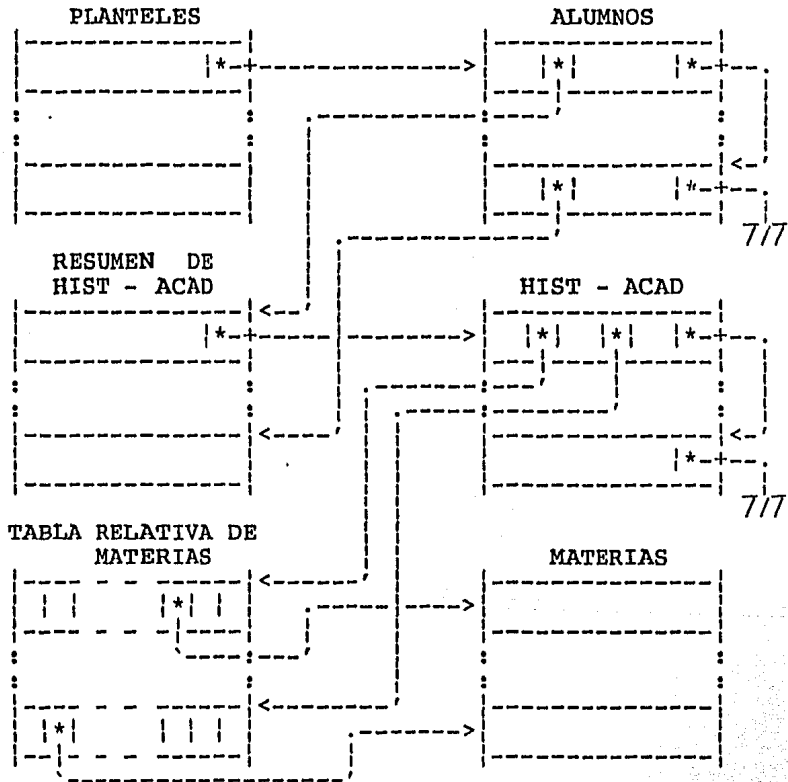 PLANTELES
ALUMNOS
RESUMEN DE
HIST - ACAD
HIST - ACAD
TABLA RELATIVA DE
MATERIAS
MATERIAS